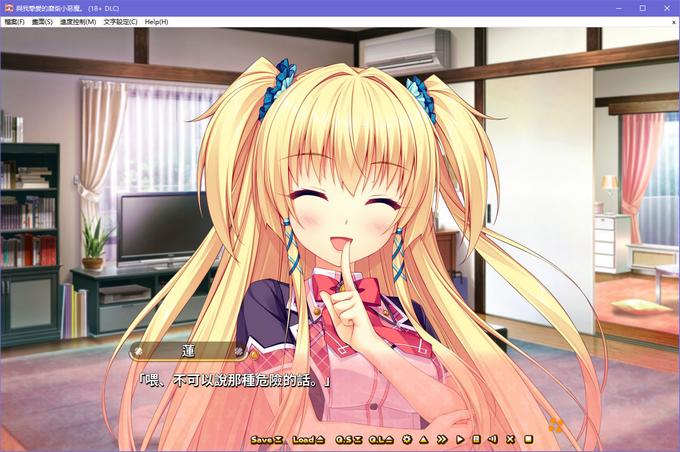 與我戀愛的廢柴小惡魔。 (18+ DLC)
檔案(F) 畫面(S) 進度控制(M) 文字設定(C) Help(H)
蓮
「喂、不可以說那種危險的話。」
Save Load Q.S Q.L